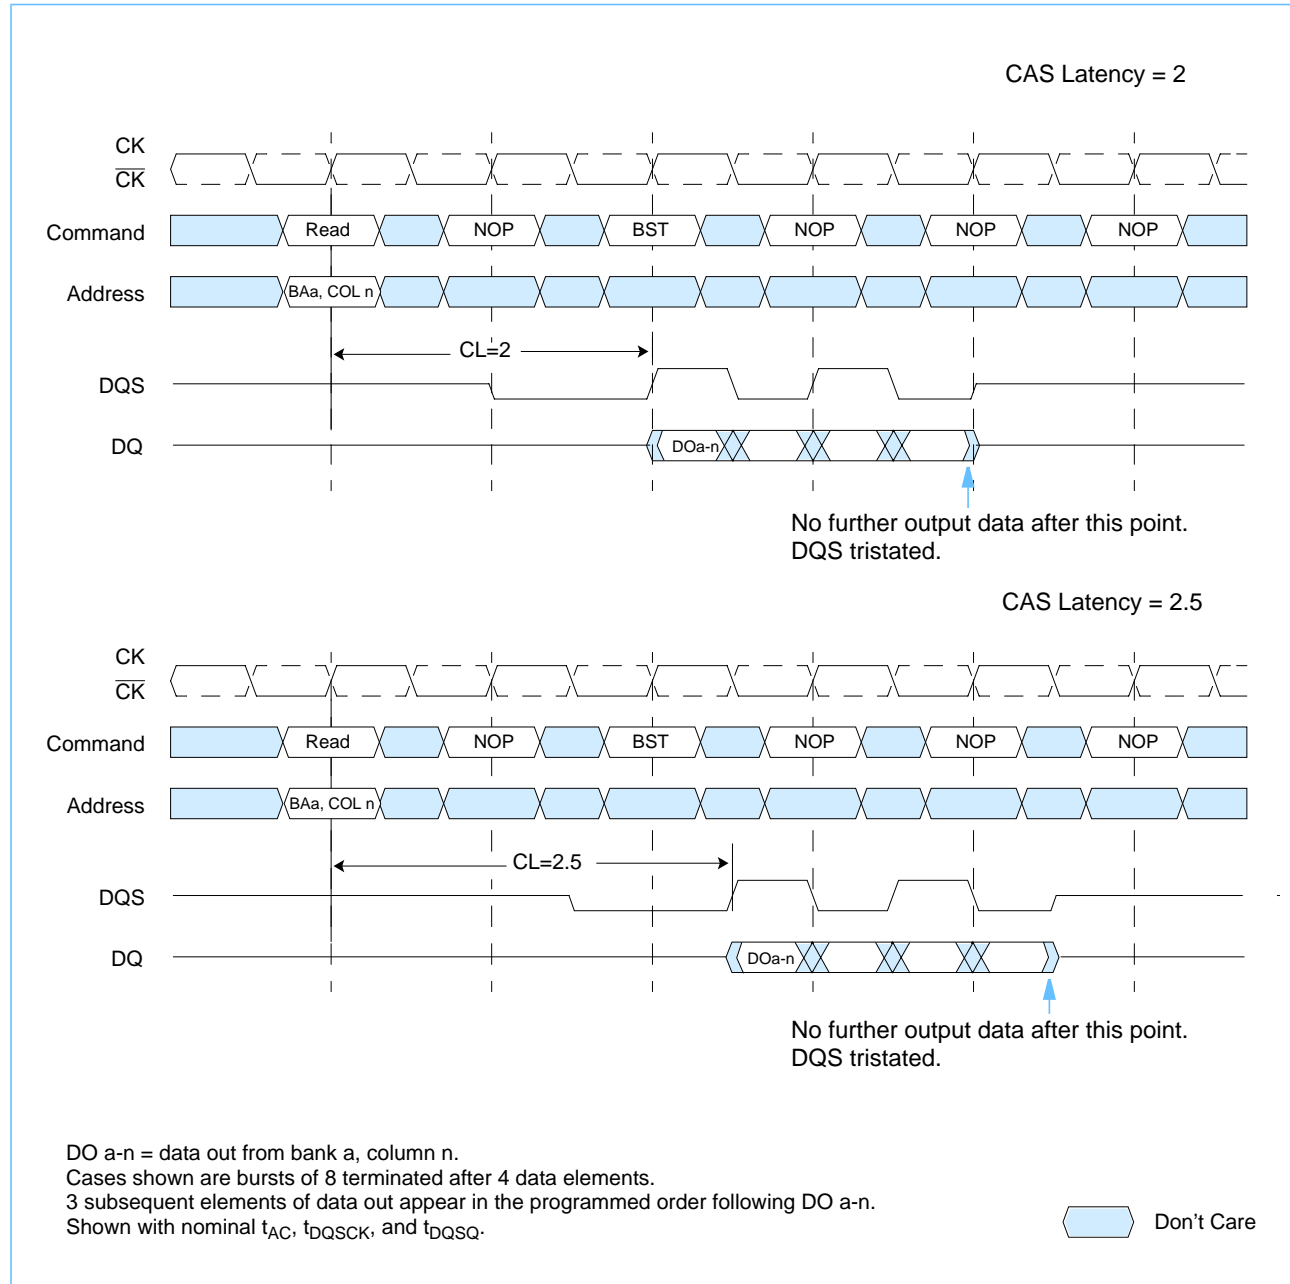 CAS Latency = 2
CK
CK
Command Read NOP BST NOP NOP NOP
Address BAa, COL n
CL=2
DQS
DQ DOa-n
No further output data after this point.
DQS tristated.
CAS Latency = 2.5
CK
CK
Command Read NOP BST NOP NOP NOP
Address BAa, COL n
CL=2.5
DQS
DQ DOa-n
No further output data after this point.
DQS tristated.
DO a-n = data out from bank a, column n.
Cases shown are bursts of 8 terminated after 4 data elements.
3 subsequent elements of data out appear in the programmed order following DO a-n.
Shown with nominal tAC, tDQSCK, and tDQSQ.
Don't Care